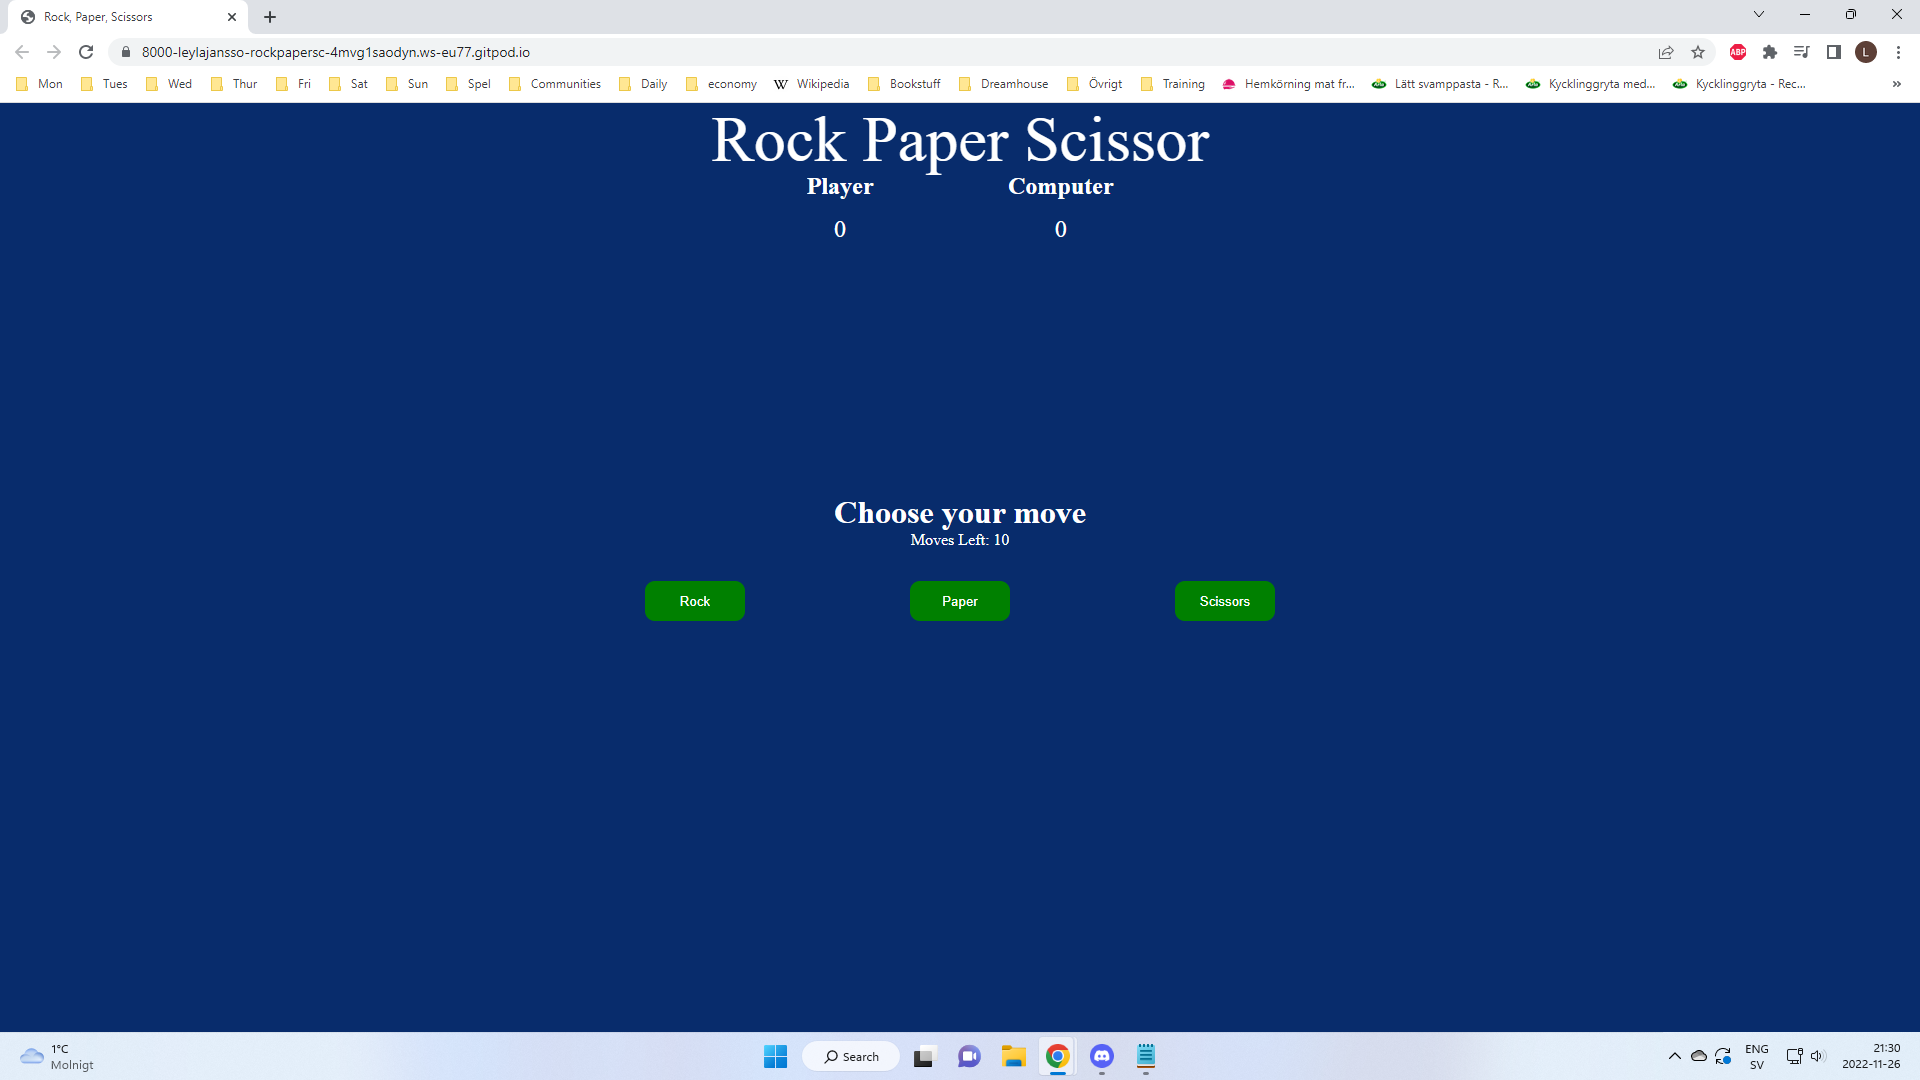 Rock, Paper, Scissors
8000-leylajansso-rockpapersc-4mvg1saodyn.ws-eu77.gitpod.io
ABP
L
Mon Tues Wed Thur Fri Sat Sun Spel Communities Daily economy W Wikipedia Bookstuff Dreamhouse Övrigt Training Hemkörning mat fr... Lätt svamppasta - R... Kycklinggryta med... Kycklinggryta - Rec... »
Rock Paper Scissor
Player Computer
0 0
Choose your move
Moves Left: 10
Rock Paper Scissors
1°C
Molnigt
Search
ENG
SV
21:30
2022-11-26